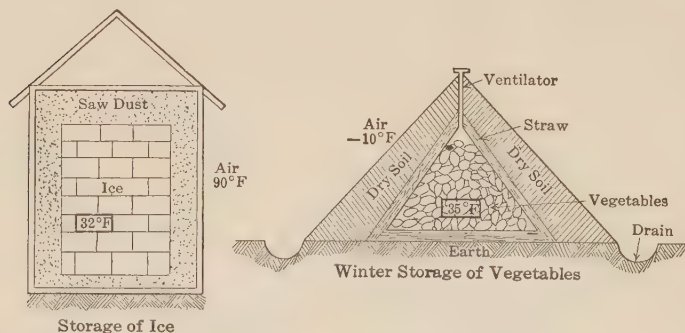 Saw Dust
Ice
32°F
Air
90°F
Storage of Ice
Ventilator
Air
-10°F
Straw
Dry Soil
Dry Soil
Vegetables
35°F
Drain
Earth
Winter Storage of Vegetables